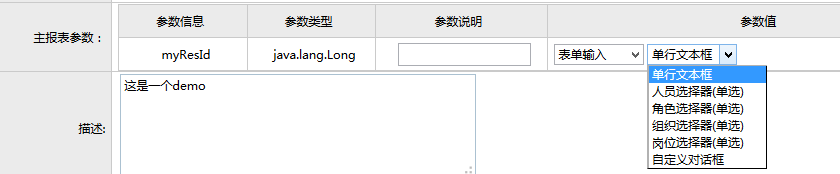 参数信息 参数类型 参数说明 参数值
主报表参数：
myResId java.lang.Long 表单输入 单行文本框
单行文本框
人员选择器(单选)
角色选择器(单选)
组织选择器(单选)
岗位选择器(单选)
自定义对话框
描述:
这是一个demo